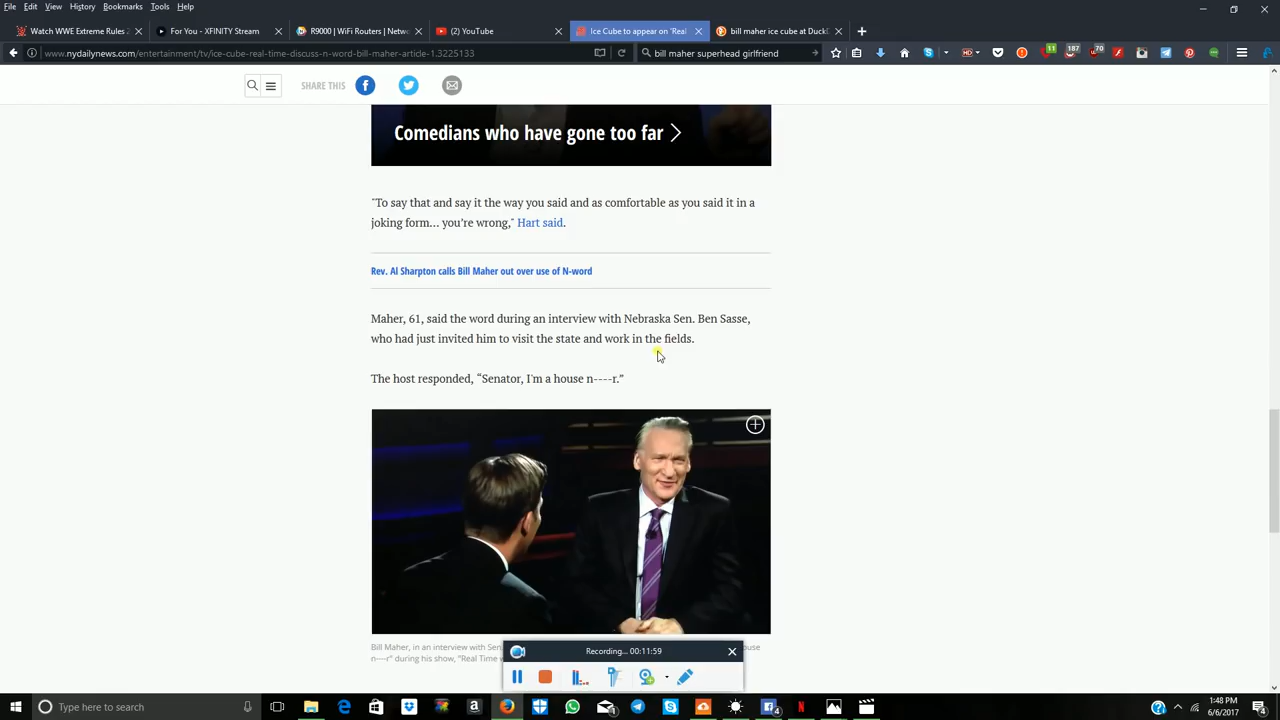 File Edit View History Bookmarks Tools Help
Watch WWE Extreme Rules 2
For You - XFINITY Stream
R9000 | WiFi Routers | Netw
(2) YouTube
Ice Cube to appear on 'Real
bill maher ice cube at DuckD
www.nydailynews.com/entertainment/tv/ice-cube-real-time-discuss-n-word-bill-maher-article-1.3225133
bill maher superhead girlfriend
11 187 70
SHARE THIS
Comedians who have gone too far
"To say that and say it the way you said and as comfortable as you said it in a
joking form... you're wrong," Hart said.
Rev. Al Sharpton calls Bill Maher out over use of N-word
Maher, 61, said the word during an interview with Nebraska Sen. Ben Sasse,
who had just invited him to visit the state and work in the fields.
The host responded, “Senator, I'm a house n----r.”
Bill Maher, in an interview with Sen.
n----r" during his show, "Real Time
Recording... 00:11:59
Type here to search
1:48 PM
6/6/2017